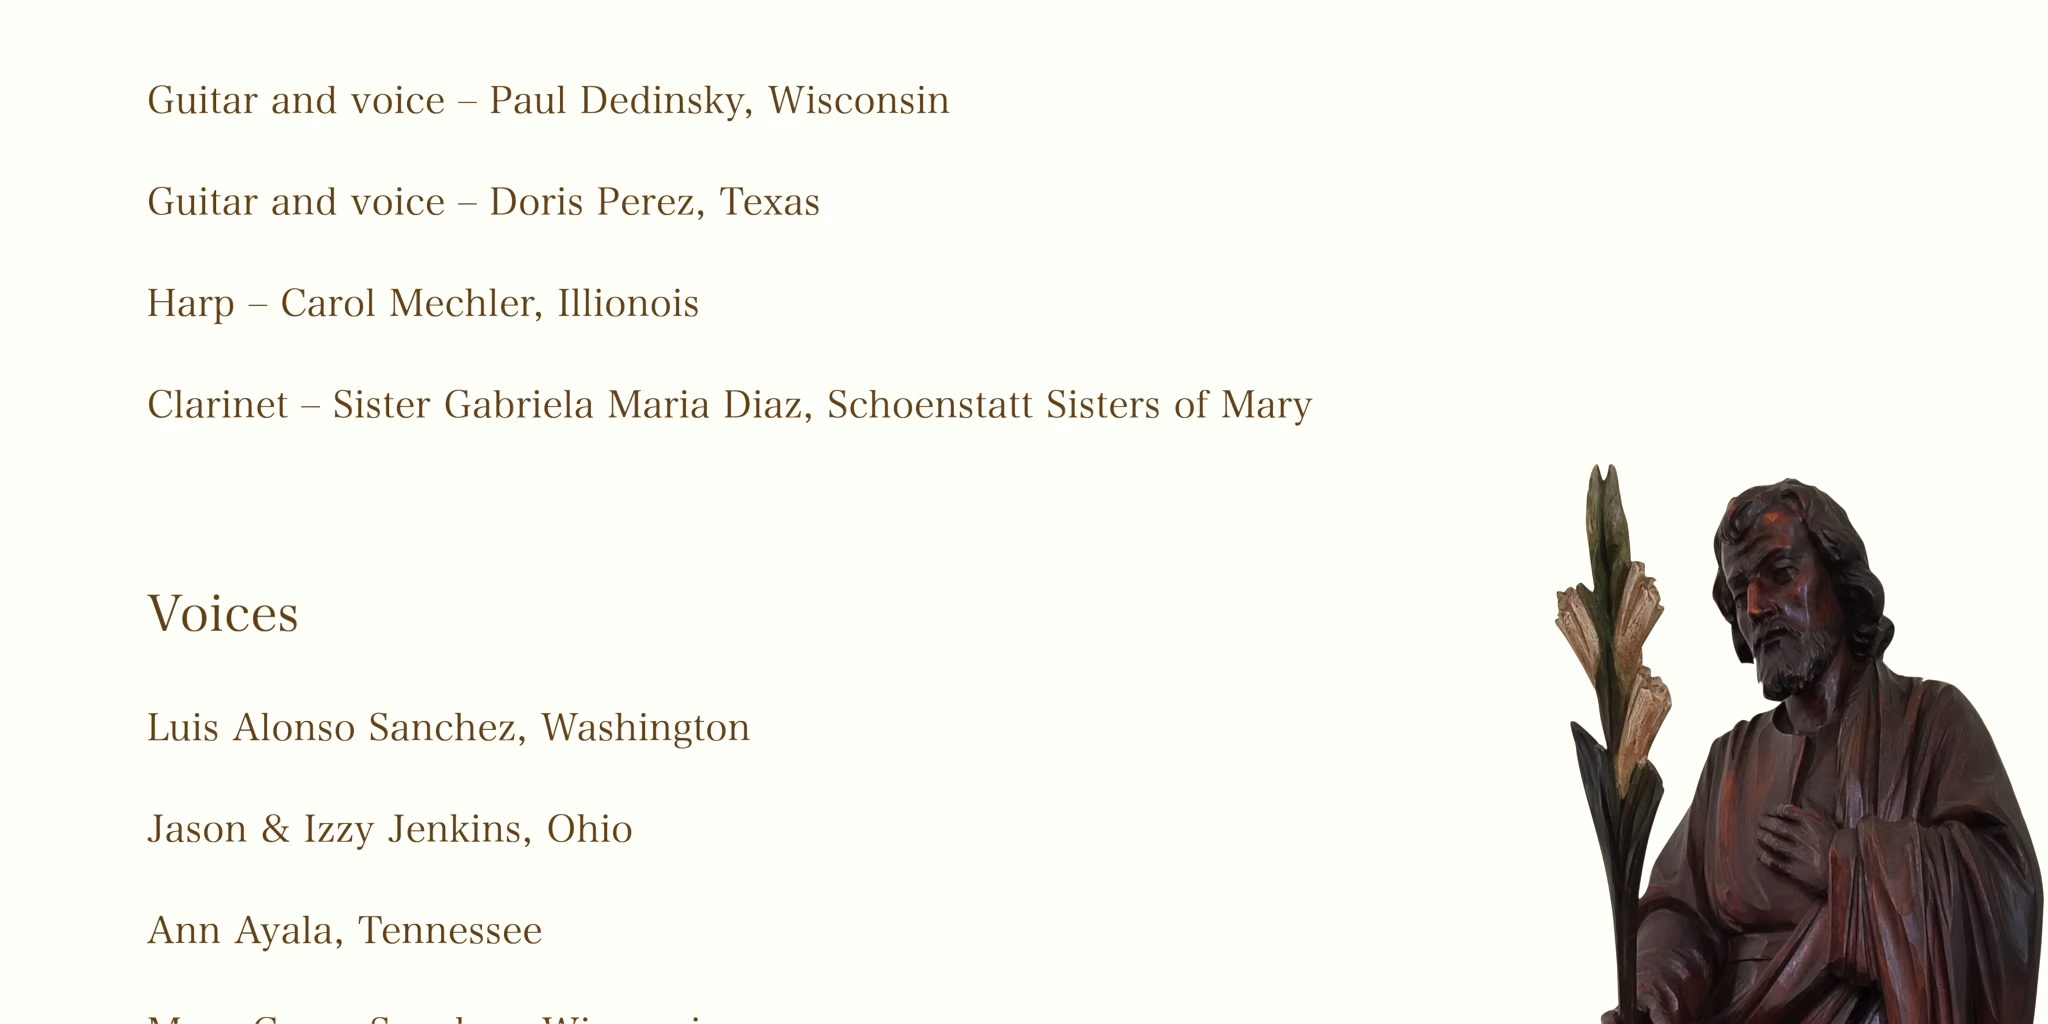 Guitar and voice – Paul Dedinsky, Wisconsin
Guitar and voice – Doris Perez, Texas
Harp – Carol Mechler, Illionois
Clarinet – Sister Gabriela Maria Diaz, Schoenstatt Sisters of Mary
Voices
Luis Alonso Sanchez, Washington
Jason & Izzy Jenkins, Ohio
Ann Ayala, Tennessee